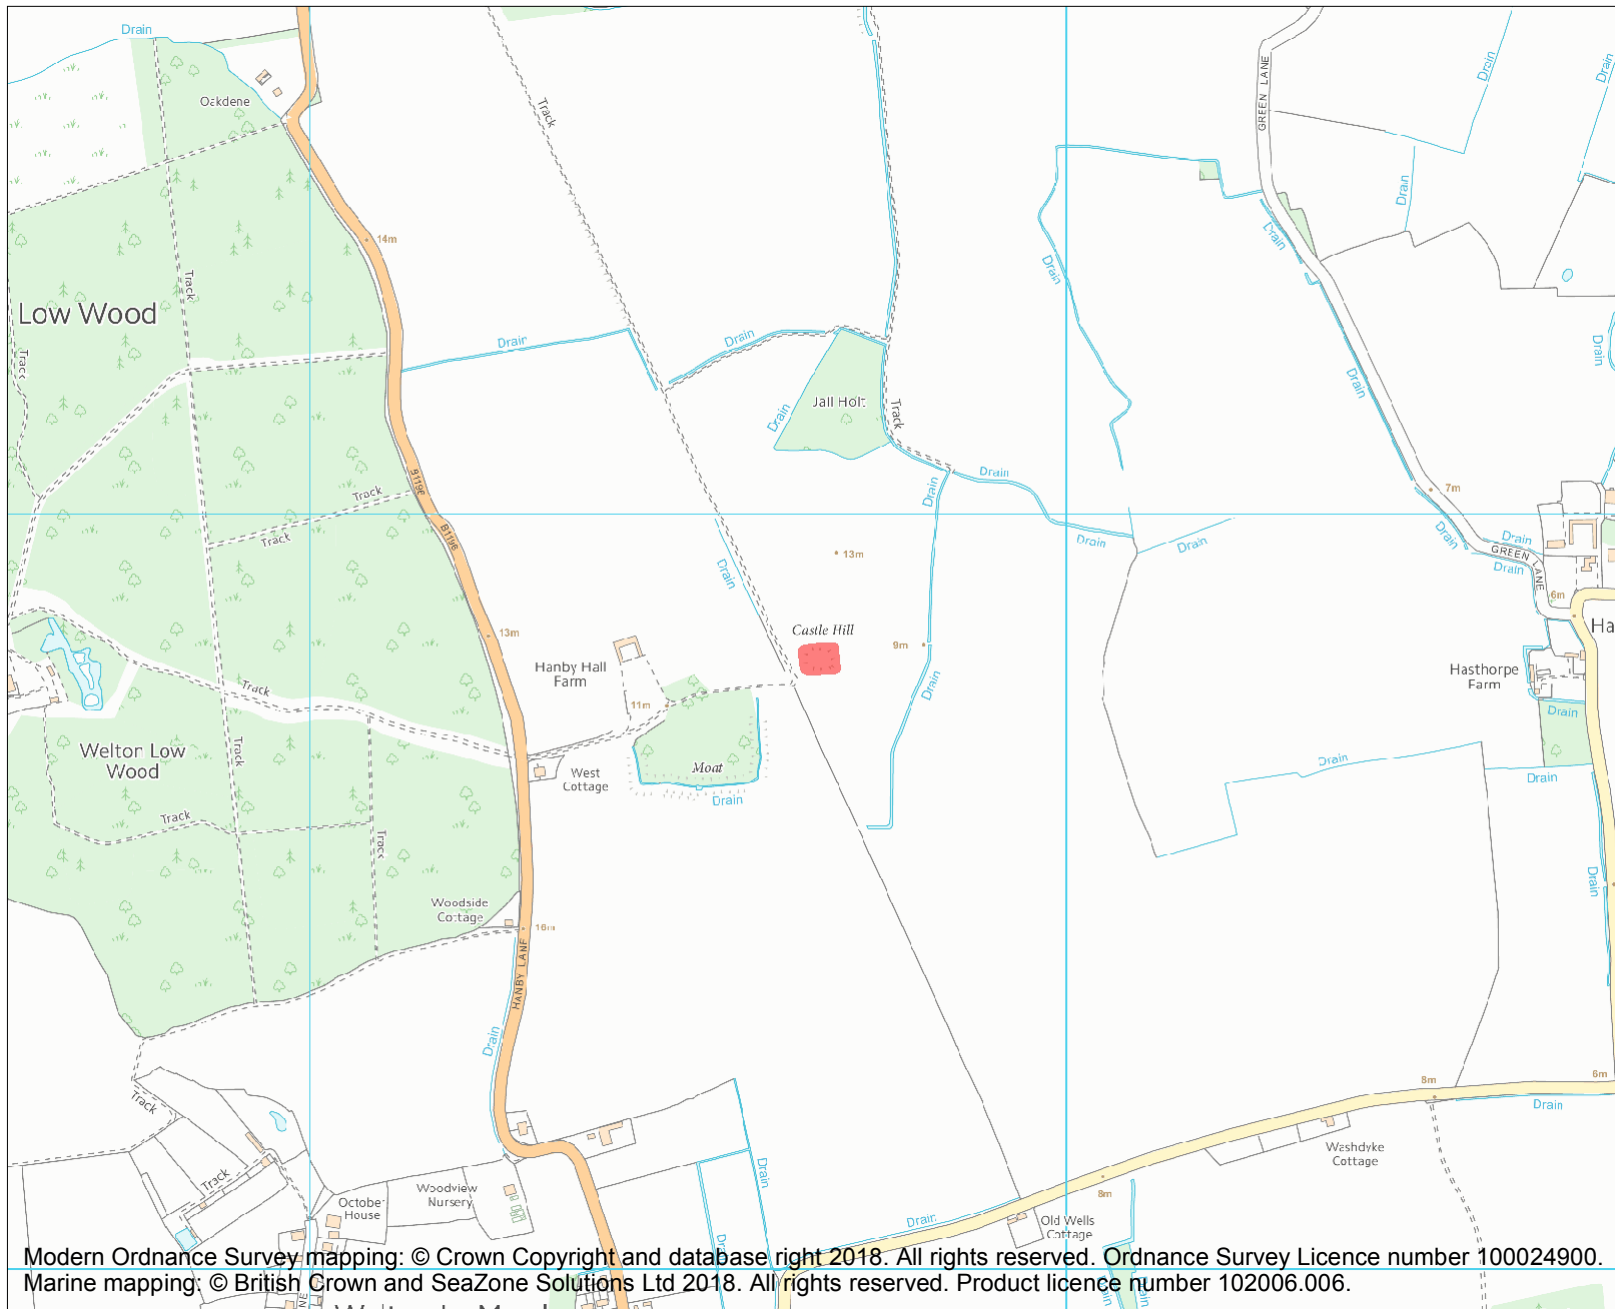 Drain
Oakdene
Track
GREEN LANE
Drain
Drain
Drain
Drain
14m
Drain
Track
Low Wood
Track
Drain
Drain
Drain
Drain
Jall Holt
Drain
Track
B1196
Track
Track
B1196
Drain
Drain
Drain
Drain
Drain
7m
Drain
Drain
GREEN LANE
Drain
6m
13m
Drain
13m
Castle Hill
9m
Drain
Hanby Hall
Farm
11m
Track
Track
Welton Low
Wood
West
Cottage
Moat
Drain
Track
Track
Ha
Hasthorpe
Farm
Drain
Drain
Drain
Drain
Woodside
Cottage
16m
HANBY LANE
Drain
Track
Track
8m
6m
Drain
Washdyke
Cottage
8m
Drain
October
House
Woodview
Nursery
Drain
Drain
Old Wells
Cottage
Drain
Drain
Modern Ordnance Survey mapping: © Crown Copyright and database right 2018. All rights reserved. Ordnance Survey Licence number 100024900.
Marine mapping: © British Crown and SeaZone Solutions Ltd 2018. All rights reserved. Product licence number 102006.006.